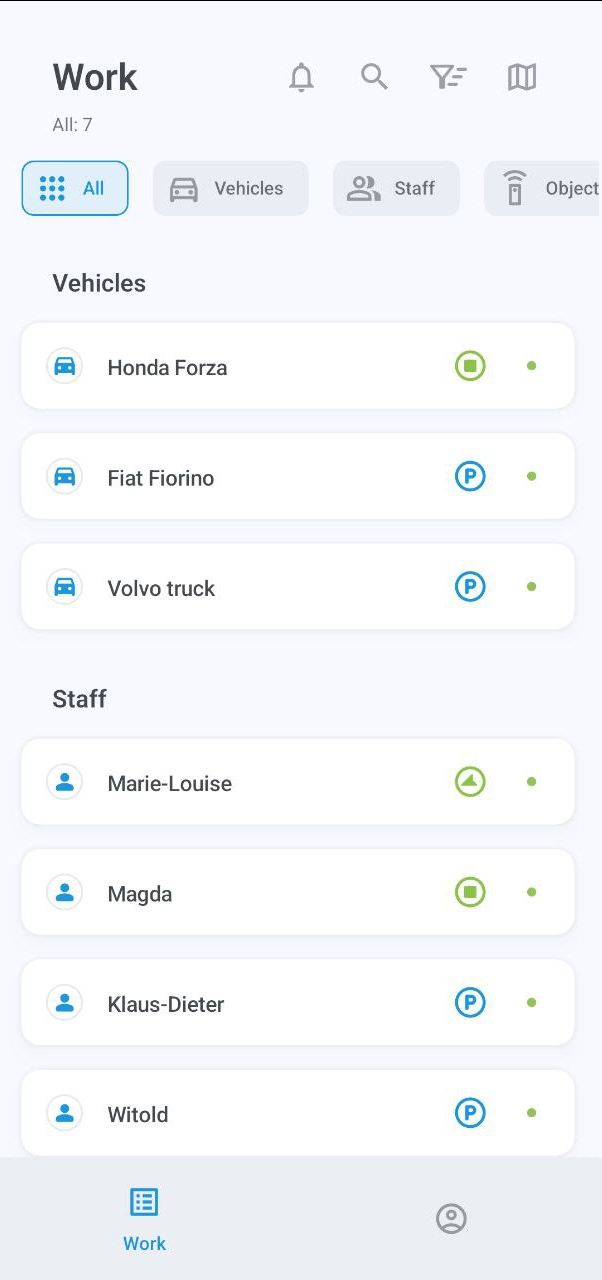 Work
All: 7
All
Vehicles
Staff
Object
Vehicles
Honda Forza
Fiat Fiorino
P
Volvo truck
P
Staff
Marie-Louise
Magda
Klaus-Dieter
P
Witold
P
Work